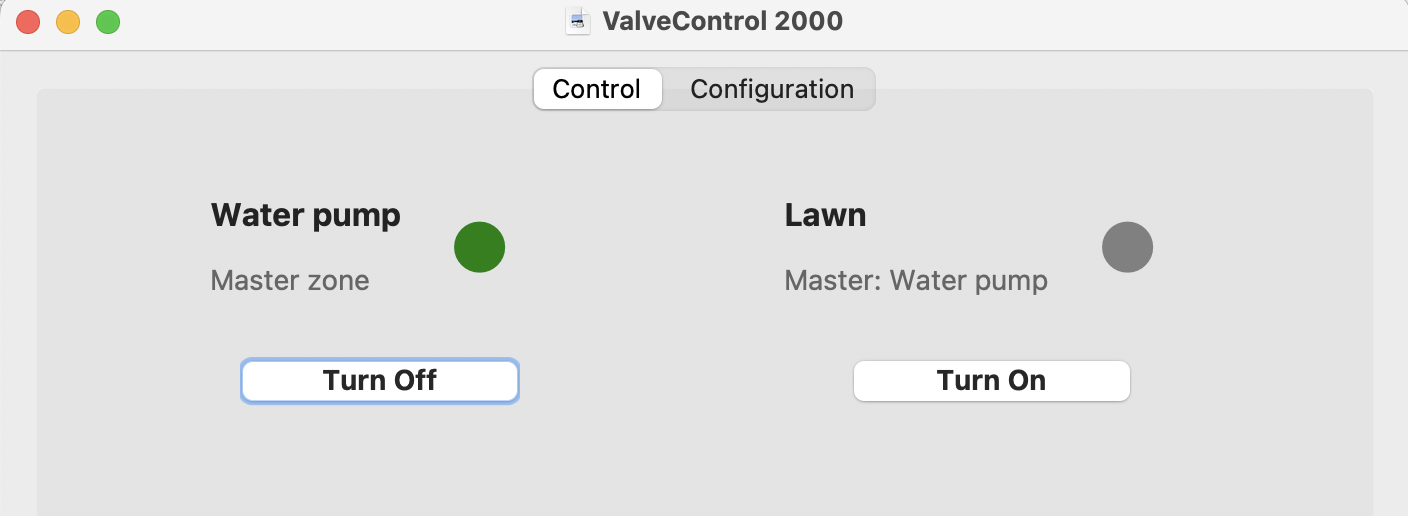 ValveControl 2000
Control Configuration
Water pump
Master zone
Turn Off
Lawn
Master: Water pump
Turn On